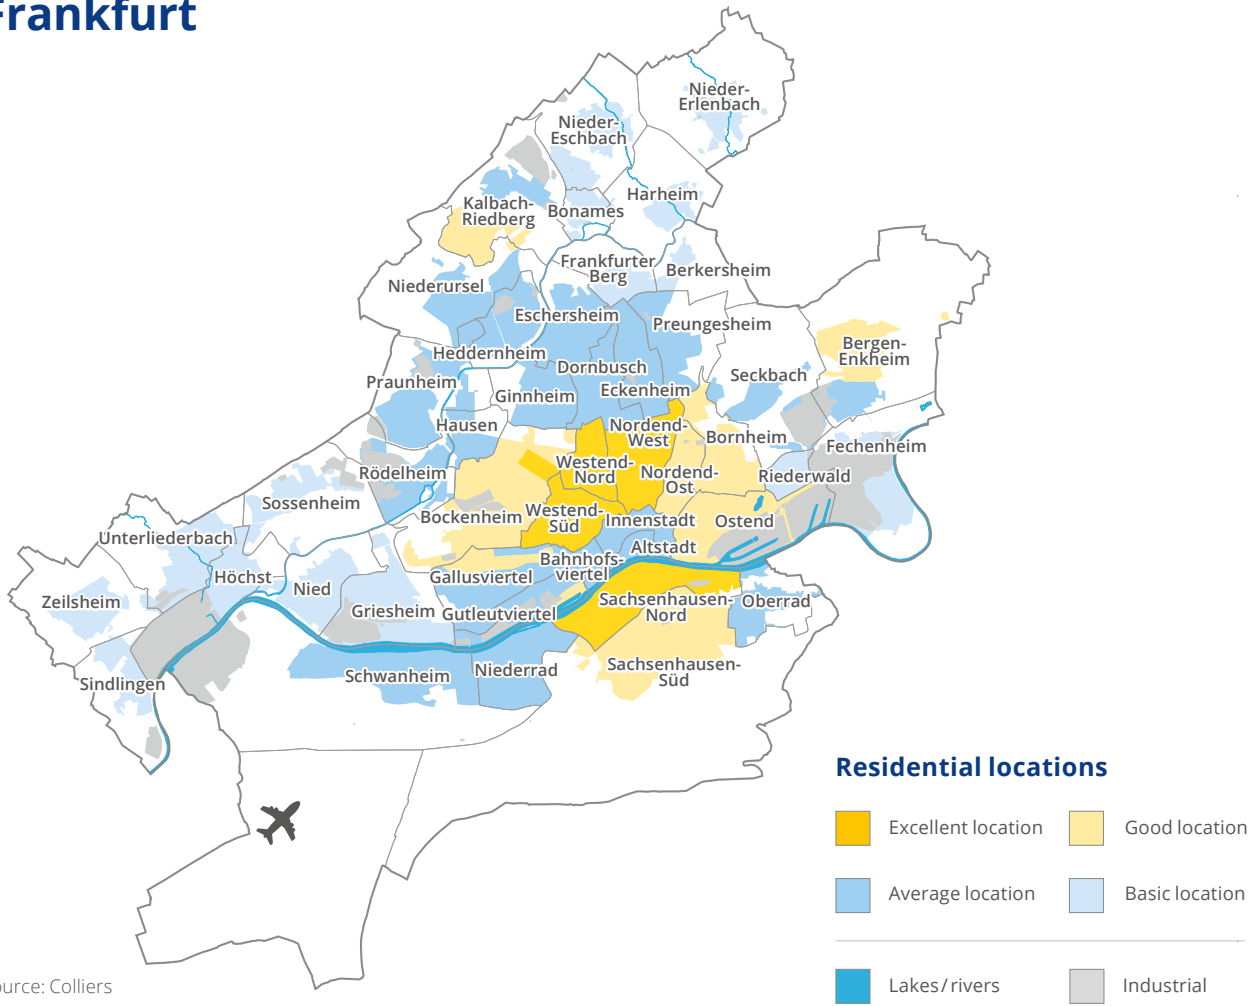 Frankfurt
Nieder-
Erlenbach
Nieder-
Eschbach
Harheim
Kalbach-
Riedberg
Bonames
Frankfurter
Berg
Berkersheim
Niederursel
Eschersheim
Preungesheim
Heddernheim
Bergen-
Enkheim
Dornbusch
Seckbach
Praunheim
Ginnheim
Eckenheim
Hausen
Nordend-
West
Bornheim
Fechenheim
Rödelheim
Westend-
Nord
Nordend-
Ost
Riederwald
Sossenheim
Bockenheim
Westend-
Süd
Innenstadt
Ostend
Unterliederbach
Altstadt
Bahnhofs-
viertel
Höchst
Nied
Gallusviertel
Zeilsheim
Griesheim
Gutleutviertel
Sachsenhausen-
Nord
Oberrad
Sindlingen
Schwanheim
Niederrad
Sachsenhausen-
Süd
Residential locations
Excellent location
Good location
Average location
Basic location
Lakes/rivers
Industrial
ource: Colliers